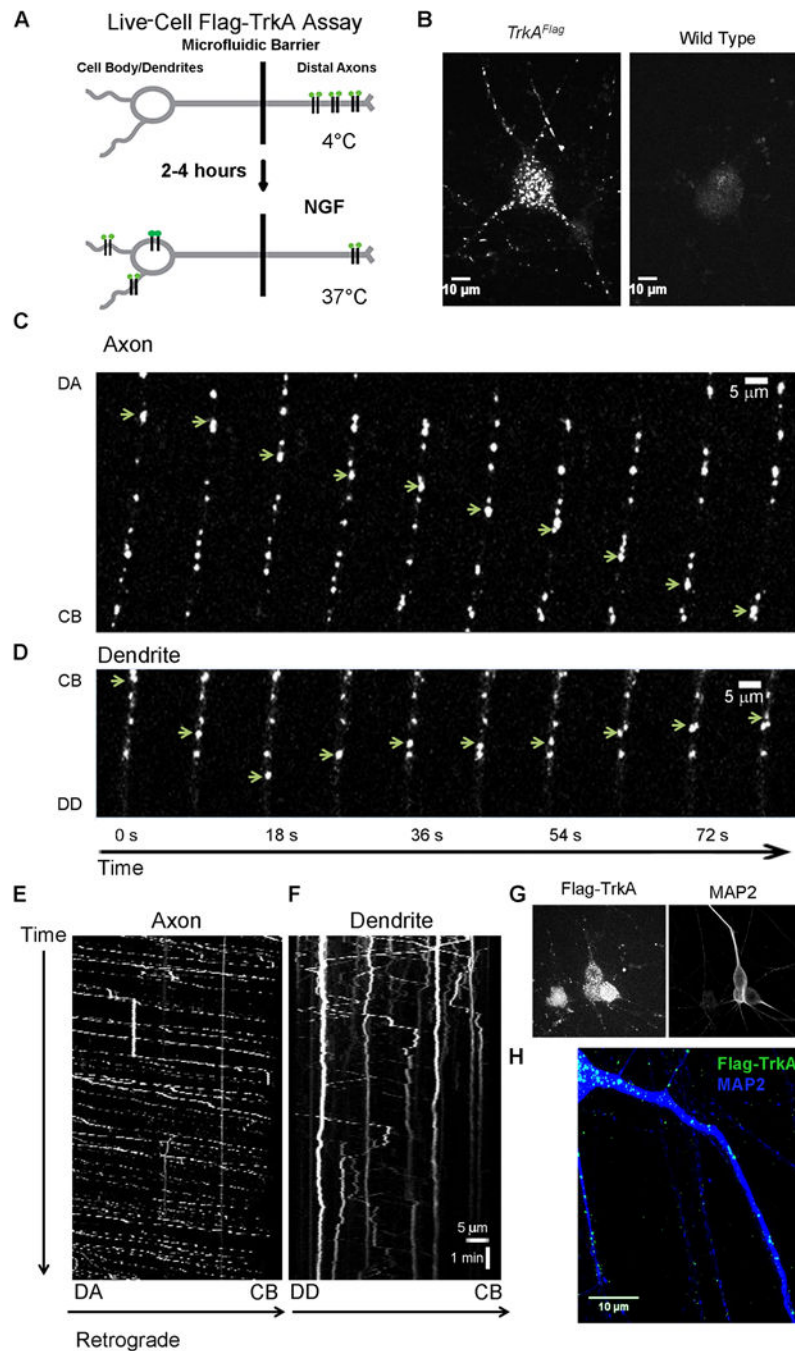 A
Live-Cell Flag-TrkA Assay
Microfluidic Barrier
Cell Body/Dendrites
Distal Axons
4°C
2-4 hours
NGF
37°C
B
TrkA^Flag
Wild Type
10 µm
10 µm
C
Axon
DA
5 µm
CB
D
Dendrite
CB
5 µm
DD
0 s 18 s 36 s 54 s 72 s
Time
E
Axon
Time
DA CB
Retrograde
F
Dendrite
5 µm
1 min
DD CB
G
Flag-TrkA
MAP2
H
Flag-TrkA
MAP2
10 µm